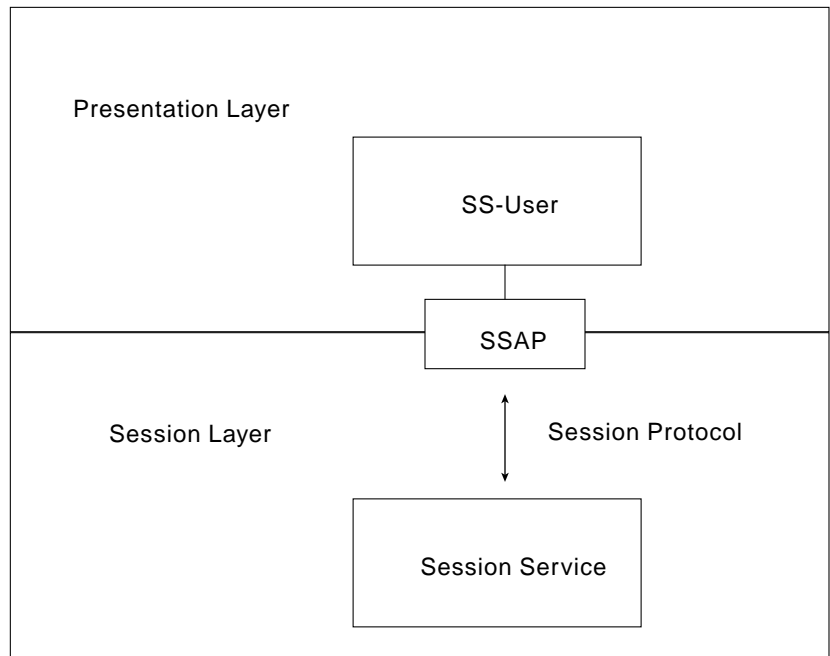 Presentation Layer
SS-User
SSAP
Session Layer
Session Protocol
Session Service